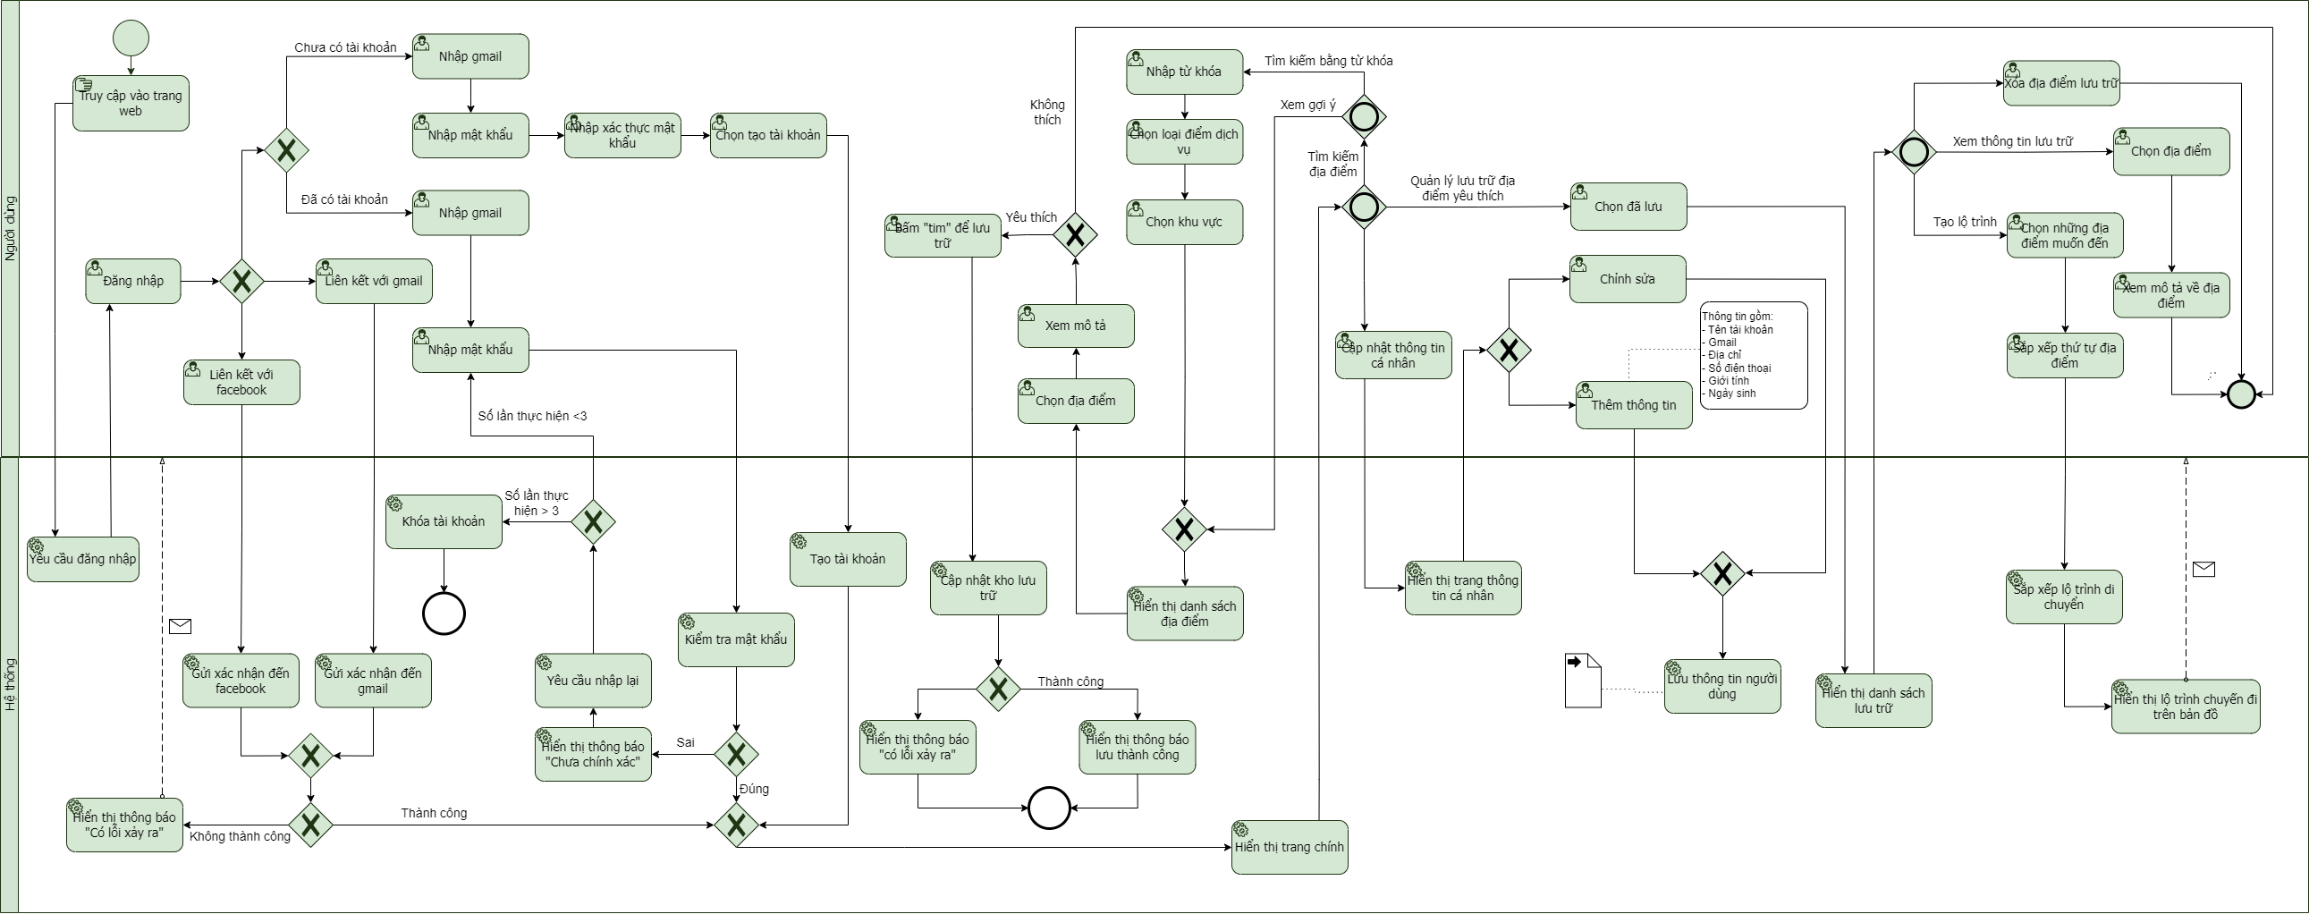 Người dùng
Truy cập vào trang
web
Chưa có tài khoản
Nhập gmail
Nhập mật khẩu
Nhập xác thực mật
khẩu
Chọn tạo tài khoản
Đã có tài khoản
Nhập gmail
Đăng nhập
Liên kết với gmail
Liên kết với
facebook
Nhập mật khẩu
Số lần thực hiện <3
Không
thích
Yêu thích
Bấm "tim" để lưu
trữ
Xem mô tả
Chọn địa điểm
Nhập từ khóa
Chọn loại điểm dịch
vụ
Chọn khu vực
Tìm kiếm bằng từ khóa
Xem gợi ý
Tìm kiếm
địa điểm
Quản lý lưu trữ địa
điểm yêu thích
Chọn đã lưu
Chỉnh sửa
Cập nhật thông tin
cá nhân
Thêm thông tin
Thông tin gồm:
- Tên tài khoản
- Gmail
- Địa chỉ
- Số điện thoại
- Giới tính
- Ngày sinh
Xóa địa điểm lưu trữ
Xem thông tin lưu trữ
Chọn địa điểm
Tạo lộ trình
Chọn những địa
điểm muốn đến
Xem mô tả về địa
điểm
Sắp xếp thứ tự địa
điểm
Hệ thống
Yêu cầu đăng nhập
Khóa tài khoản
Số lần thực
hiện > 3
Tạo tài khoản
Kiểm tra mật khẩu
Gửi xác nhận đến
facebook
Gửi xác nhận đến
gmail
Yêu cầu nhập lại
Hiển thị thông báo
"Chưa chính xác"
Sai
Đúng
Hiển thị thông báo
"Có lỗi xảy ra"
Không thành công
Thành công
Cập nhật kho lưu
trữ
Thành công
Hiển thị thông báo
"có lỗi xảy ra"
Hiển thị thông báo
lưu thành công
Hiển thị danh sách
địa điểm
Hiển thị trang chính
Hiển thị trang thông
tin cá nhân
Lưu thông tin người
dùng
Hiển thị danh sách
lưu trữ
Sắp xếp lộ trình di
chuyển
Hiển thị lộ trình chuyến đi
trên bản đồ